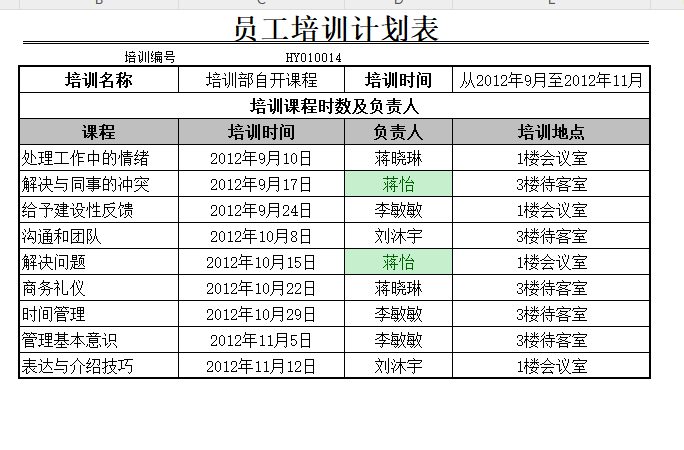 员工培训计划表
培训编号 HY010014
培训名称 培训部自开课程 培训时间 从2012年9月至2012年11月
培训课程时数及负责人
课程 培训时间 负责人 培训地点
处理工作中的情绪 2012年9月10日 蒋晓琳 1楼会议室
解决与同事的冲突 2012年9月17日 蒋怡 3楼待客室
给予建设性反馈 2012年9月24日 李敏敏 1楼会议室
沟通和团队 2012年10月8日 刘沐宇 3楼待客室
解决问题 2012年10月15日 蒋怡 1楼会议室
商务礼仪 2012年10月22日 蒋晓琳 3楼待客室
时间管理 2012年10月29日 李敏敏 3楼待客室
管理基本意识 2012年11月5日 李敏敏 3楼待客室
表达与介绍技巧 2012年11月12日 刘沐宇 1楼会议室